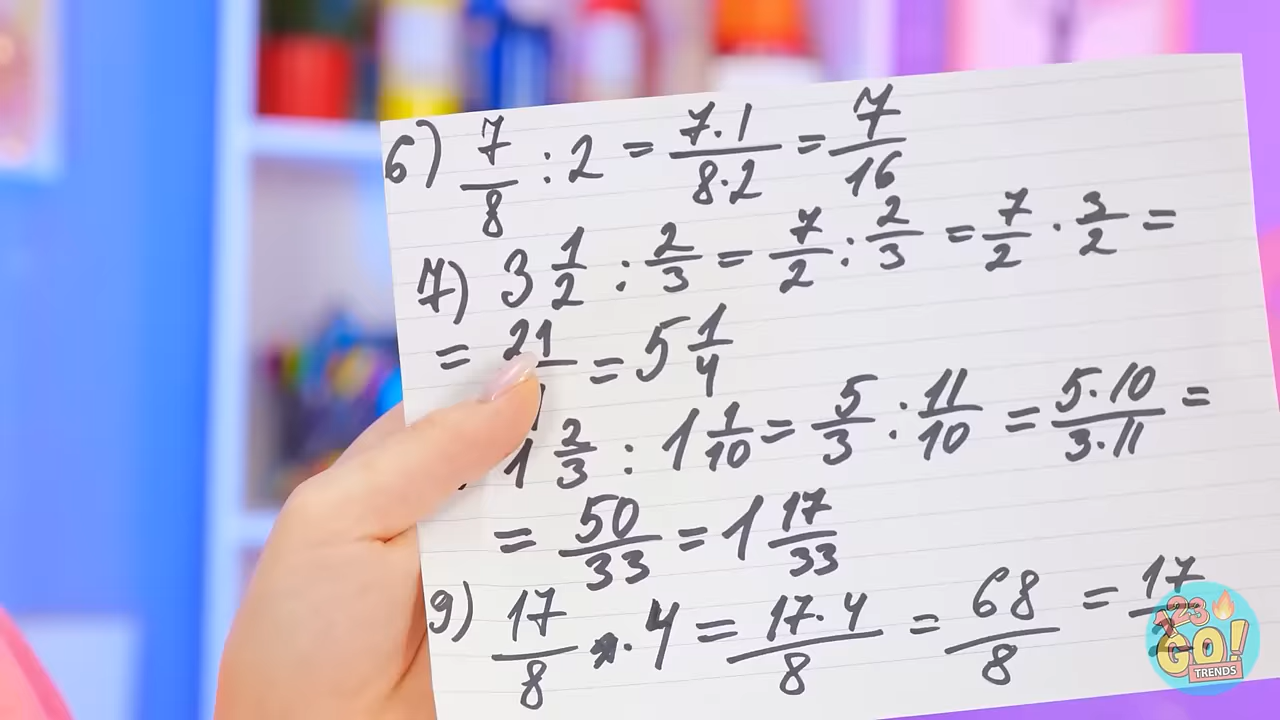 6) 7/8 : 2 = 7·1/8·2 = 7/16
7) 3 1/2 : 2/3 = 7/2 : 2/3 = 7/2 · 3/2 =
= 21/ = 5 1/4
1 2/3 : 1 1/10 = 5/3 : 11/10 = 5·10/3·11 =
= 50/33 = 1 17/33
9) 17/8 · 4 = 17·4/8 = 68/8 = 17/
123 GO!
TRENDS